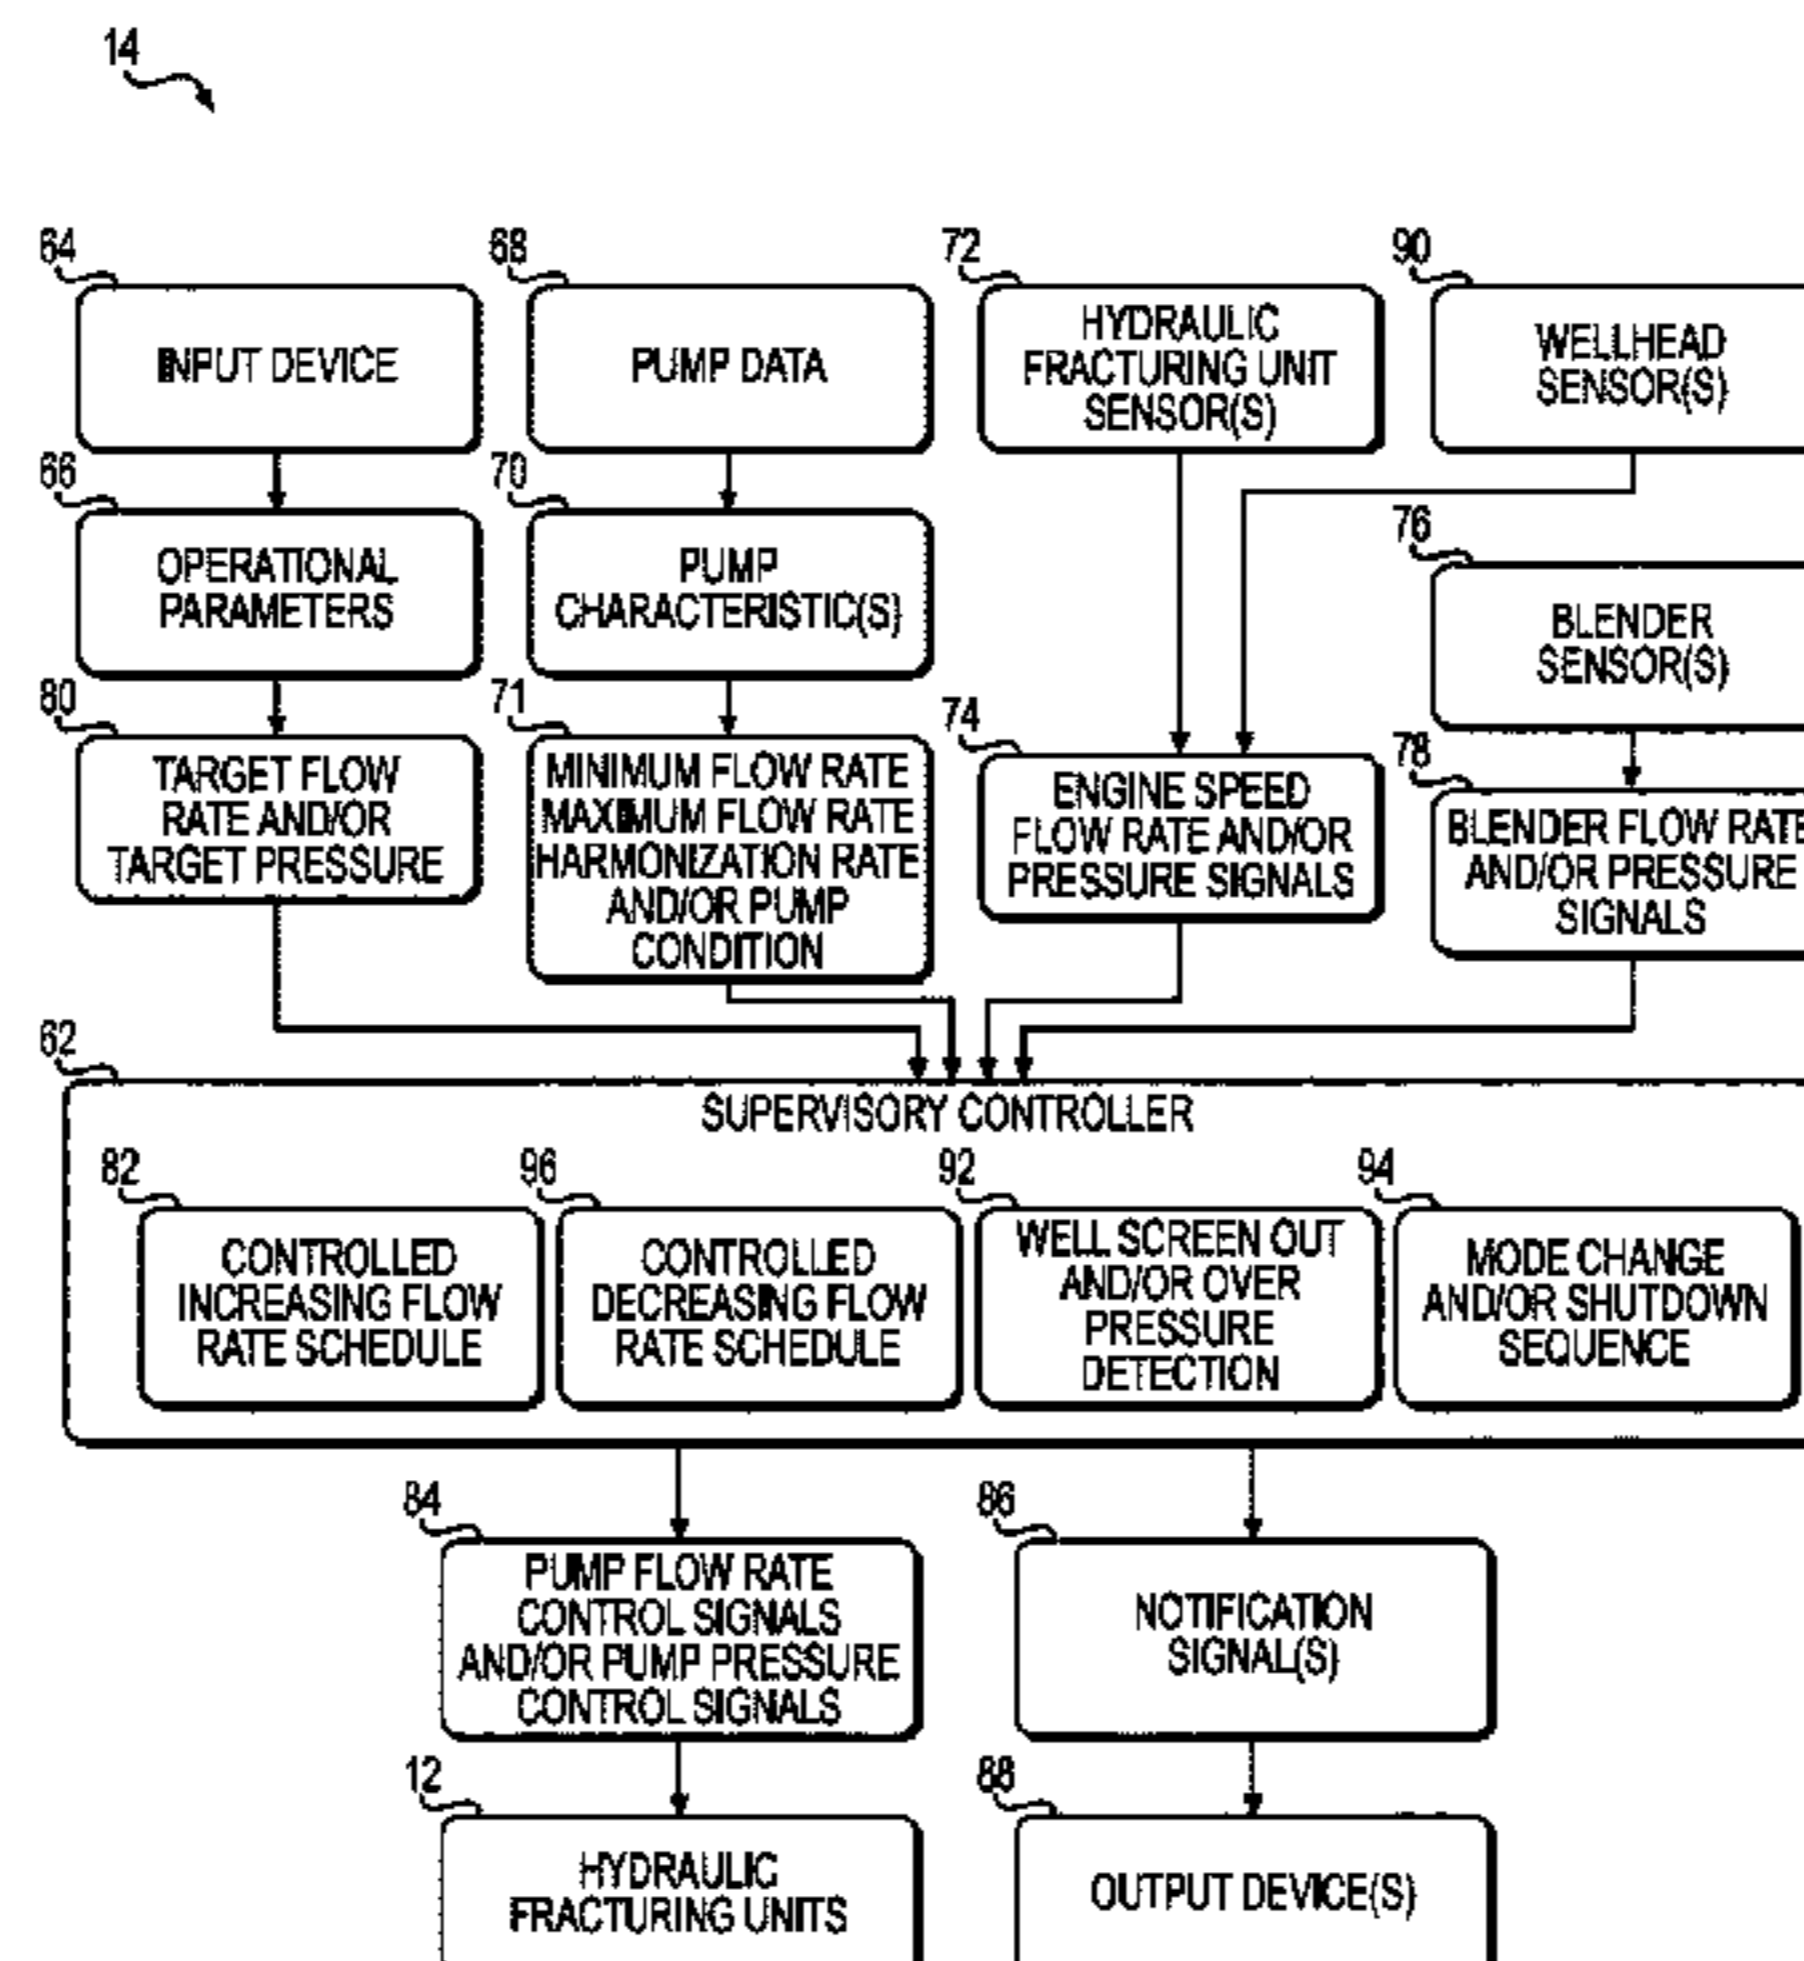 14
64
68
72
90
INPUT DEVICE
PUMP DATA
HYDRAULIC
FRACTURING UNIT
SENSOR(S)
WELLHEAD
SENSOR(S)
66
70
76
OPERATIONAL
PARAMETERS
PUMP
CHARACTERISTIC(S)
BLENDER
SENSOR(S)
80
71
74
78
TARGET FLOW
RATE AND/OR
TARGET PRESSURE
MINIMUM FLOW RATE
MAXIMUM FLOW RATE
HARMONIZATION RATE
AND/OR PUMP
CONDITION
ENGINE SPEED
FLOW RATE AND/OR
PRESSURE SIGNALS
BLENDER FLOW RATE
AND/OR PRESSURE
SIGNALS
62
SUPERVISORY CONTROLLER
82
96
92
94
CONTROLLED
INCREASING FLOW
RATE SCHEDULE
CONTROLLED
DECREASING FLOW
RATE SCHEDULE
WELL SCREEN OUT
AND/OR OVER
PRESSURE
DETECTION
MODE CHANGE
AND/OR SHUTDOWN
SEQUENCE
84
86
PUMP FLOW RATE
CONTROL SIGNALS
AND/OR PUMP PRESSURE
CONTROL SIGNALS
NOTIFICATION
SIGNAL(S)
12
88
HYDRAULIC
FRACTURING UNITS
OUTPUT DEVICE(S)